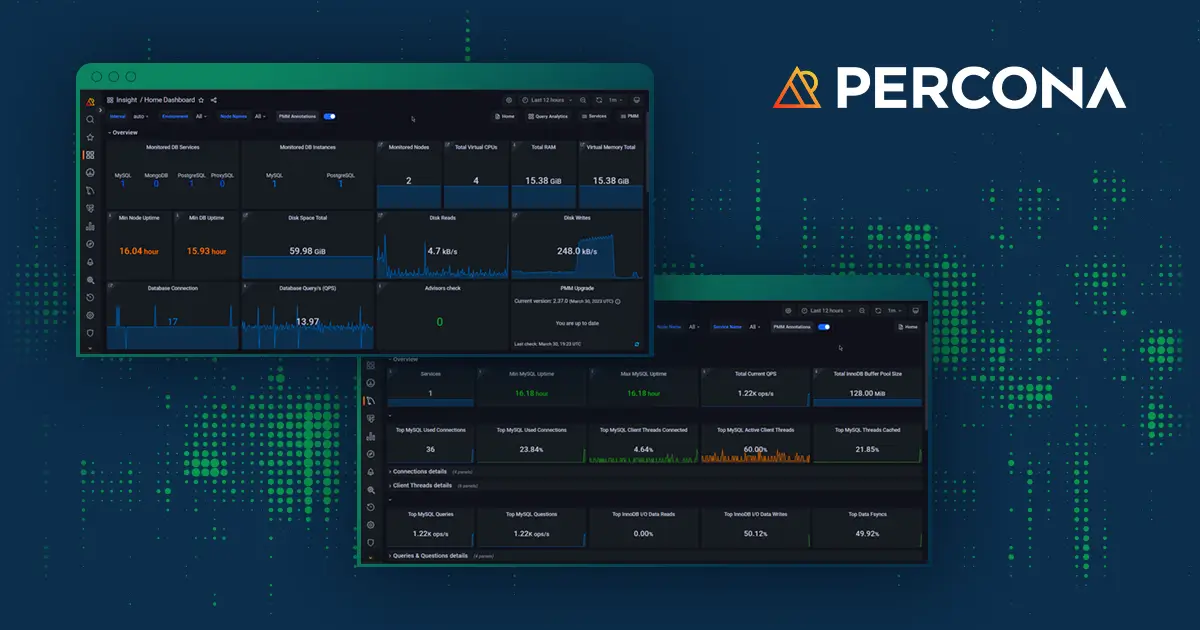 PERCONA
Insight / Home Dashboard
Last 12 hours
1m
Interval auto Environment All Node Names All PMM Annotations
Home Query Analytics Services PMM
Overview
Monitored DB Services
MySQL MongoDB PostgreSQL ProxySQL
1 0 1 0
Monitored DB Instances
MySQL PostgreSQL
1 1
Monitored Nodes
2
Total Virtual CPUs
4
Total RAM
15.38 GiB
Virtual Memory Total
15.38 GiB
Min Node Uptime
16.04 hour
Min DB Uptime
15.93 hour
Disk Space Total
59.98 GiB
Disk Reads
4.7 kB/s
Disk Writes
248.0 kB/s
Database Connection
17
Database Query/s (QPS)
13.97
Advisors check
0
PMM Upgrade
Current version: 2.37.0 (March 30, 2023 UTC)
You are up to date
Last check: March 30, 19:23 UTC
Last 12 hours
1m
Node Name All Service Name All PMM Annotations
Home
Overview
Services
1
Min MySQL Uptime
16.18 hour
Max MySQL Uptime
16.18 hour
Total Current QPS
1.22x ops/s
Total InnoDB Buffer Pool Size
128.00 MiB
Top MySQL Used Connections
36
Top MySQL Used Connections
23.84%
Top MySQL Client Threads Connected
4.64%
Top MySQL Active Client Threads
60.00%
Top MySQL Threads Cached
21.85%
Connections details (4 panels)
Client Threads details (6 panels)
Top MySQL Queries
1.22x ops/s
Top MySQL Questions
1.22x ops/s
Top InnoDB I/O Data Reads
0.00%
Top InnoDB I/O Data Writes
50.12%
Top Data Fsyncs
49.92%
Queries & Questions details (4 panels)